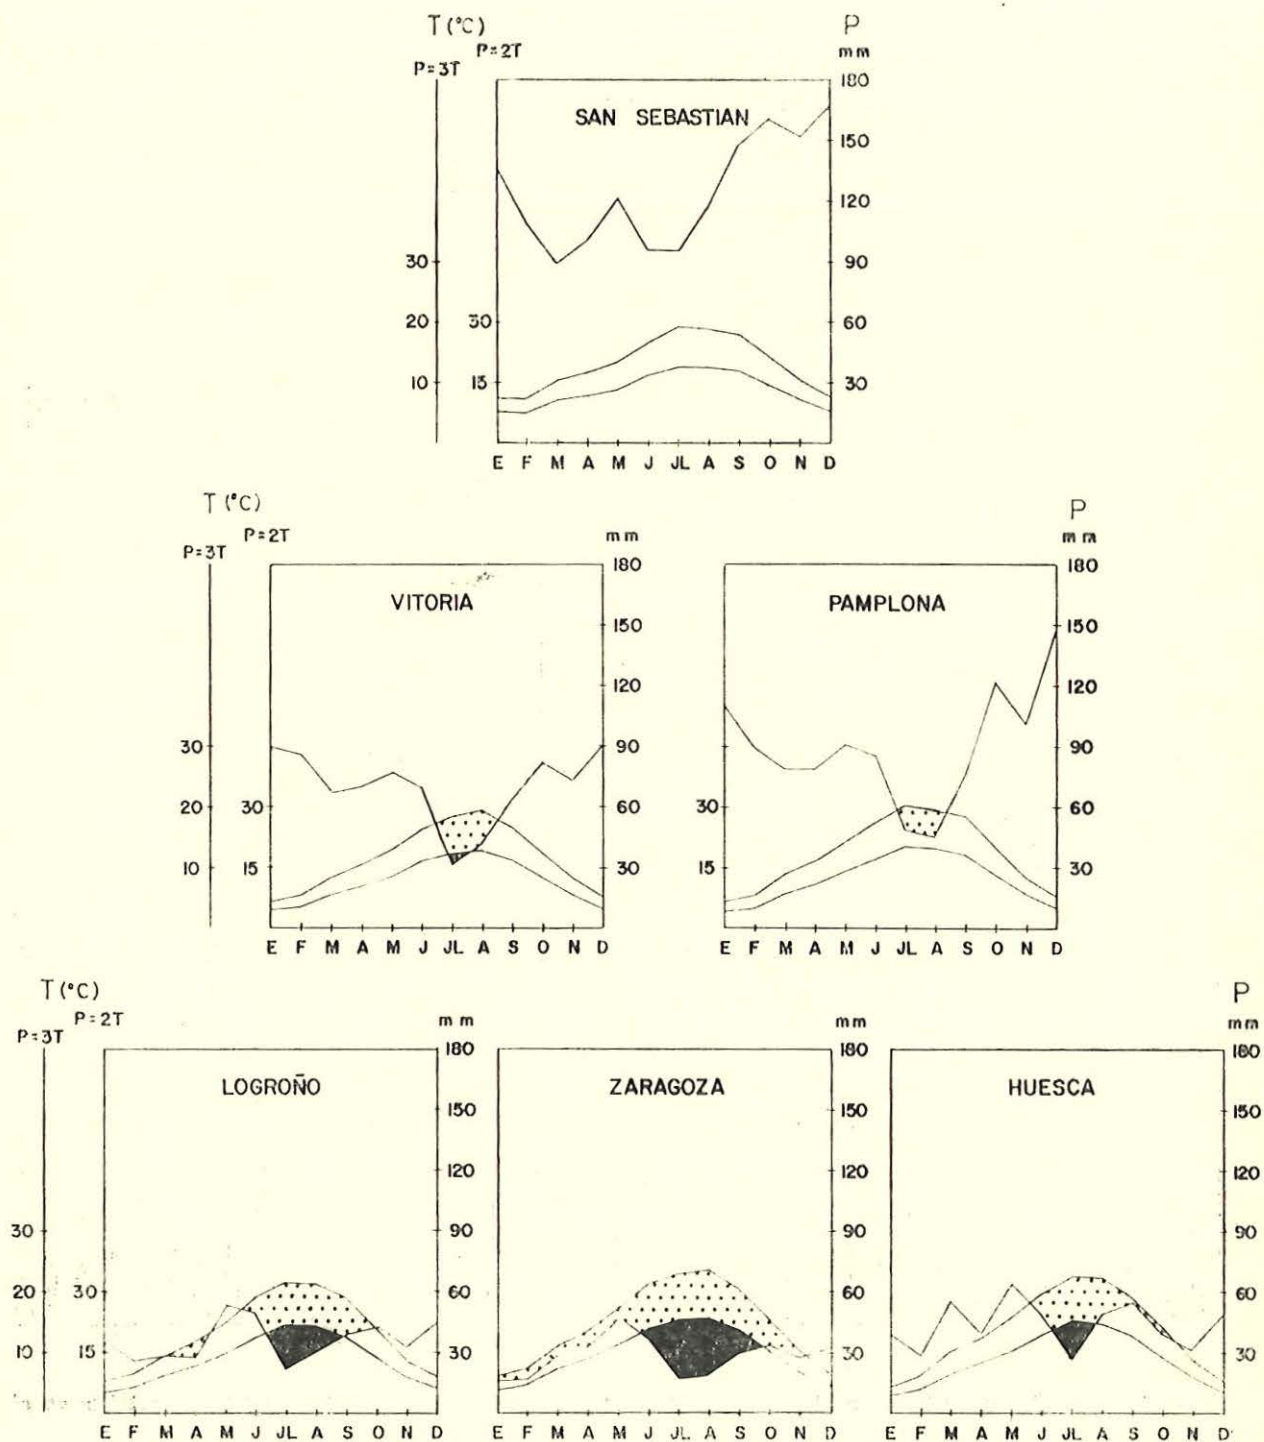 T (°C) P
P=2T mm
P=3T
180
SAN SEBASTIAN
150
120
30 90
20 30 60
10 15 30
E F M A M J JL A S O N D
T (°C) P
P=2T mm mm
P=3T
180 180
VITORIA PAMPLONA
150 150
120 120
30 90 90
20 30 60 30 60
10 15 30 15 30
E F M A M J JL A S O N D E F M A M J JL A S O N D
T (°C) P
P=2T mm mm mm
P=3T
180 180 180
LOGROÑO ZARAGOZA HUESCA
150 150 150
120 120 120
30 90 90 90
20 30 60 60 60
10 15 30 30 30
E F M A M J JL A S O N D E F M A M J JL A S O N D E F M A M J JL A S O N D